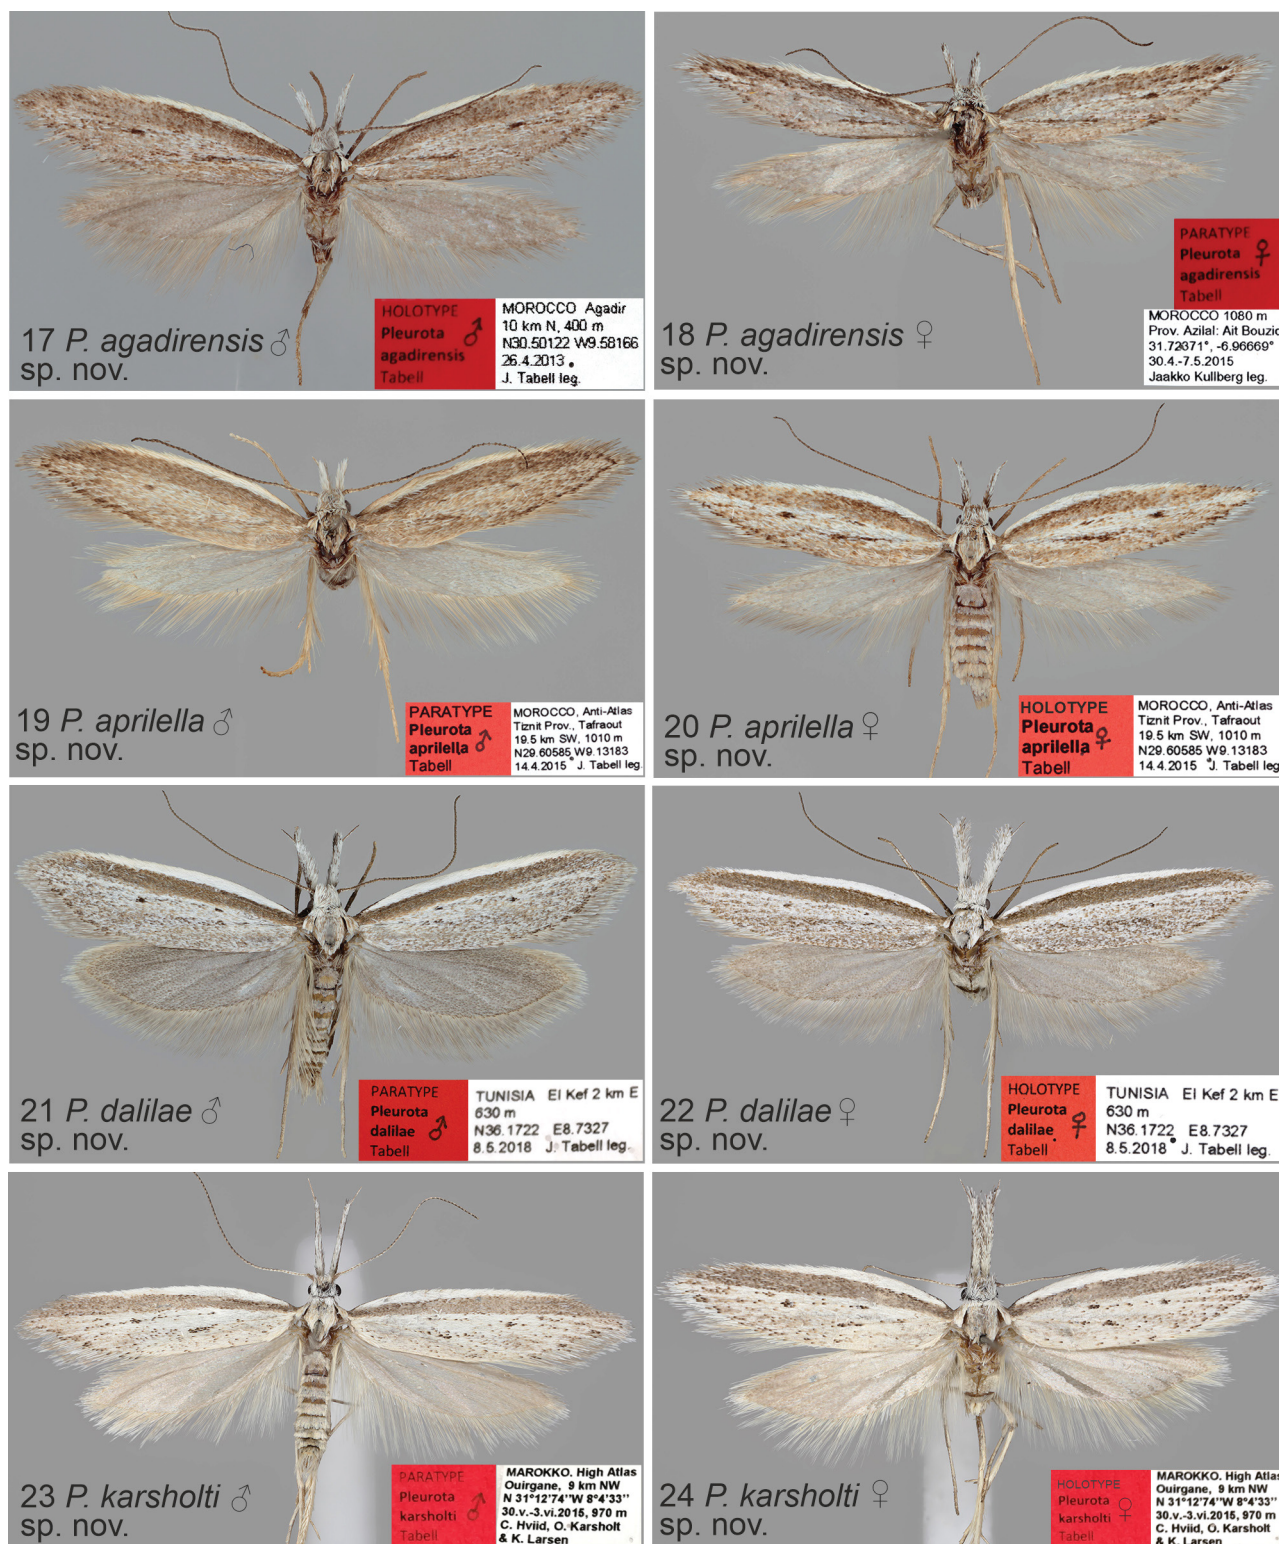 17 P. agadirensis ♂
sp. nov.
HOLOTYPE
Pleurota ♂
agadirensis
Tabell
MOROCCO Agadir
10 km N, 400 m
N30.50122 W9.58166
26.4.2013
J. Tabell leg.
18 P. agadirensis ♀
sp. nov.
PARATYPE
Pleurota ♀
agadirensis
Tabell
MOROCCO 1080 m
Prov. Azilal: Ait Bouzid
31.72371°, -6.96669°
30.4.-7.5.2015
Jaakko Kullberg leg.
19 P. aprilella ♂
sp. nov.
PARATYPE
Pleurota
aprilella ♂
Tabell
MOROCCO, Anti-Atlas
Tiznit Prov., Tafraout
19.5 km SW, 1010 m
N29.60585 W9.13183
14.4.2015 J. Tabell leg.
20 P. aprilella ♀
sp. nov.
HOLOTYPE
Pleurota
aprilella ♀
Tabell
MOROCCO, Anti-Atlas
Tiznit Prov., Tafraout
19.5 km SW, 1010 m
N29.60585 W9.13183
14.4.2015 J. Tabell leg
21 P. dalilae ♂
sp. nov.
PARATYPE
Pleurota
dalilae ♂
Tabell
TUNISIA El Kef 2 km E
630 m
N36.1722 E8.7327
8.5.2018 J. Tabell leg.
22 P. dalilae ♀
sp. nov.
HOLOTYPE
Pleurota
dalilae ♀
Tabell
TUNISIA El Kef 2 km E
630 m
N36.1722 E8.7327
8.5.2018 J. Tabell leg.
23 P. karsholti ♂
sp. nov.
PARATYPE
Pleurota
karsholti ♂
Tabell
MAROKKO. High Atlas
Ouirgane, 9 km NW
N 31°12'74''W 8°4'33''
30.v.-3.vi.2015, 970 m
C. Hviid, O. Karsholt
& K. Larsen
24 P. karsholti ♀
sp. nov.
HOLOTYPE
Pleurota
karsholti ♀
Tabell
MAROKKO. High Atlas
Ouirgane, 9 km NW
N 31°12'74''W 8°4'33''
30.v.-3.vi.2015, 970 m
C. Hviid, O. Karsholt
& K. Larsen